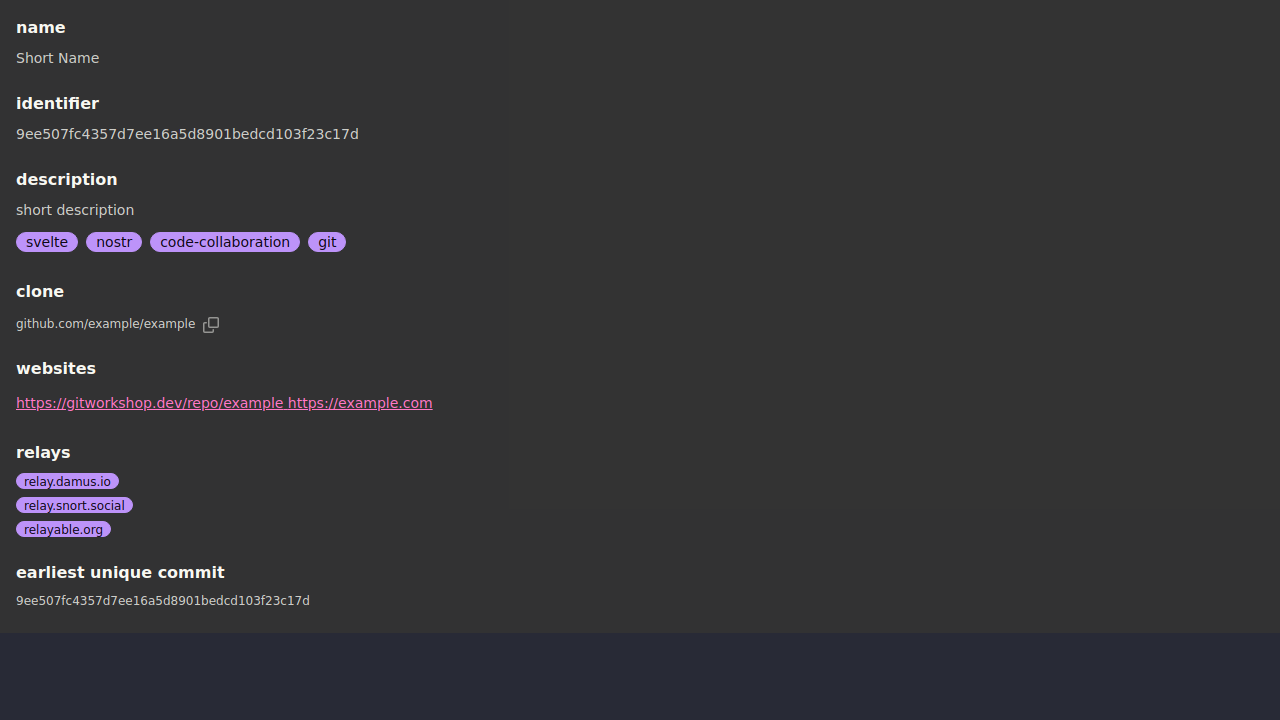 name
Short Name
identifier
9ee507fc4357d7ee16a5d8901bedcd103f23c17d
description
short description
svelte nostr code-collaboration git
clone
github.com/example/example
websites
https://gitworkshop.dev/repo/example https://example.com
relays
relay.damus.io
relay.snort.social
relayable.org
earliest unique commit
9ee507fc4357d7ee16a5d8901bedcd103f23c17d